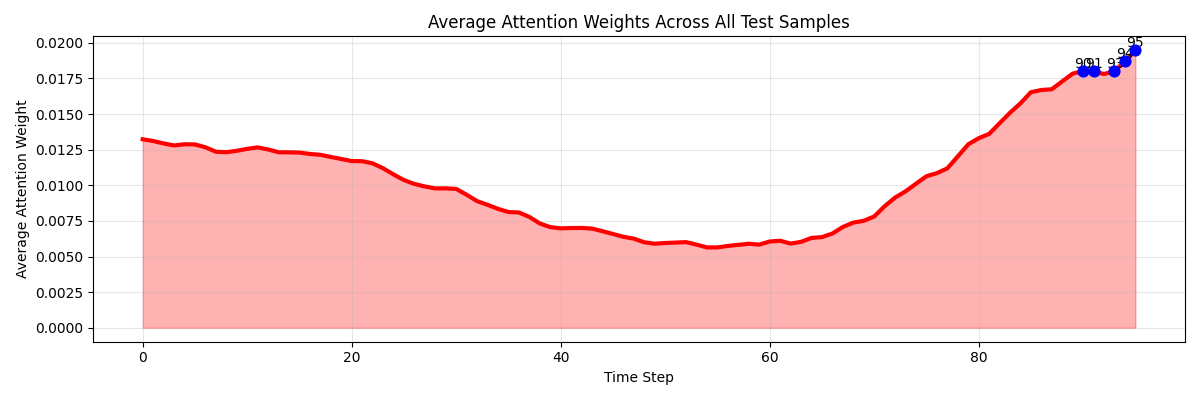 Average Attention Weights Across All Test Samples
Average Attention Weight
0.0200
0.0175
0.0150
0.0125
0.0100
0.0075
0.0050
0.0025
0.0000
90 91 93 94 95
0 20 40 60 80
Time Step